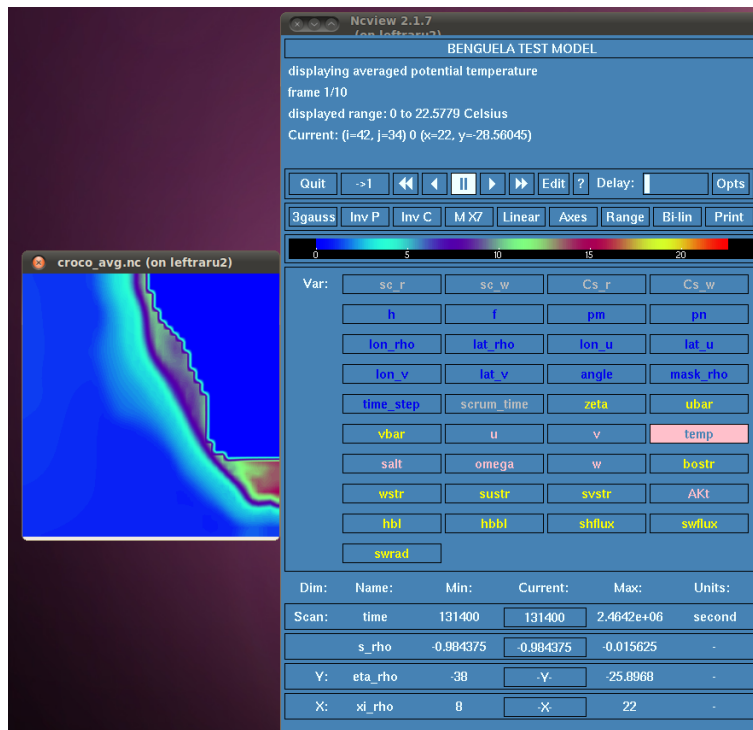 Ncview 2.1.7
(on leftraru2)
BENGUELA TEST MODEL
displaying averaged potential temperature
frame 1/10
displayed range: 0 to 22.5779 Celsius
Current: (i=42, j=34) 0 (x=22, y=-28.56045)
Quit ->1 Edit ? Delay: Opts
3gauss Inv P Inv C M X7 Linear Axes Range Bi-lin Print
0 5 10 15 20
croco_avg.nc (on leftraru2)
Var: sc_r sc_w Cs_r Cs_w
h f pm pn
lon_rho lat_rho lon_u lat_u
lon_v lat_v angle mask_rho
time_step scrum_time zeta ubar
vbar u v temp
salt omega w bostr
wstr sustr svstr AKt
hbl hbbl shflux swflux
swrad
Dim: Name: Min: Current: Max: Units:
Scan: time 131400 131400 2.4642e+06 second
s_rho -0.984375 -0.984375 -0.015625 -
Y: eta_rho -38 -Y- -25.8968 -
X: xi_rho 8 -X- 22 -